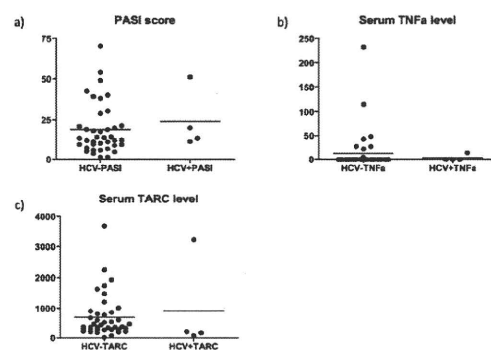 a)
PASI score
75
50
25
0
HCV-PASI
HCV+PASI
b)
Serum TNFa level
250
200
150
100
50
0
HCV-TNFa
HCV+TNFa
c)
Serum TARC level
4000
3000
2000
1000
0
HCV-TARC
HCV+TARC